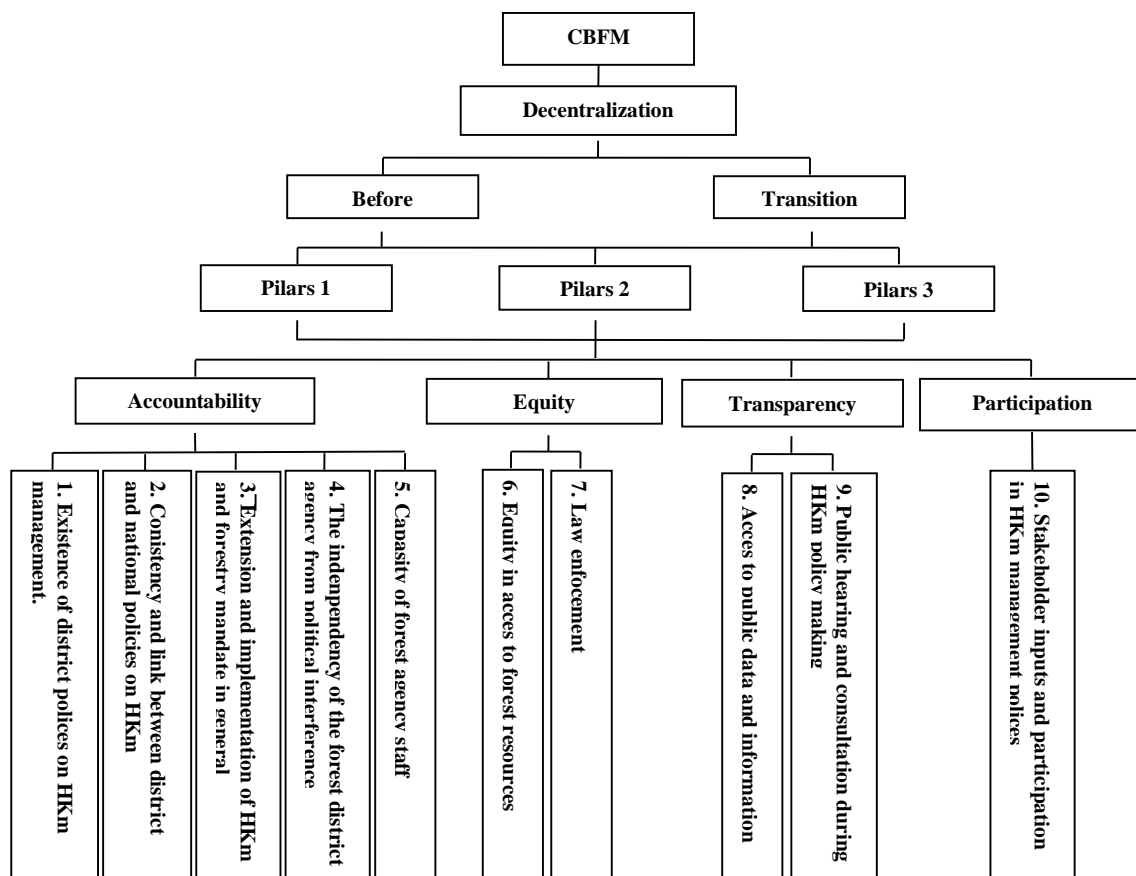 CBFM
Decentralization
Before
Transition
Pilars 1
Pilars 2
Pilars 3
Accountability
Equity
Transparency
Participation
1. Existence of district polices on HKm
management.
2. Conistency and link between district
and national policies on HKm
3. Extension and implementation of HKm
and forestry mandate in general
4. The independency of the forest district
agency from political interference
5. Capasity of forest agency staff
6. Equity in acces to forest resources
7. Law enfocement
8. Acces to public data and information
9. Public hearing and consultation during
HKm policy making
10. Stakeholder inputs and participation
in HKm management polices